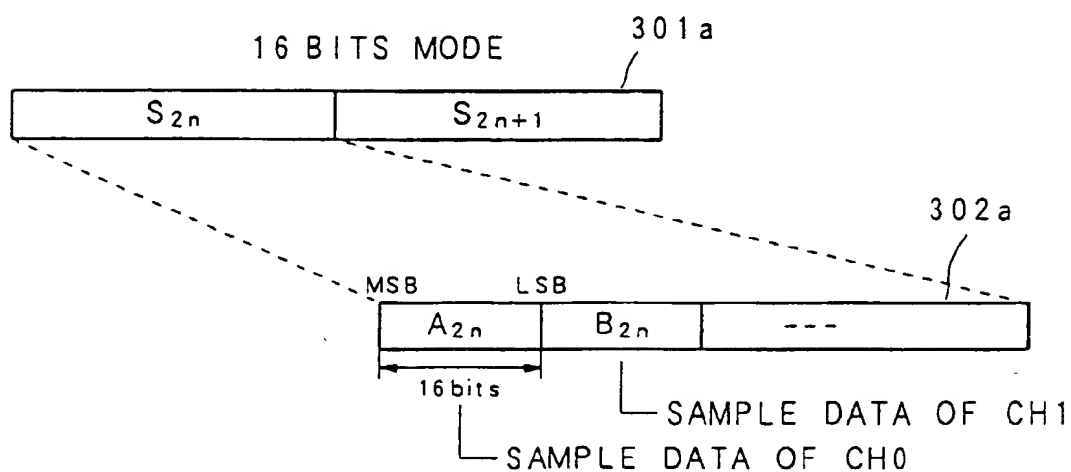 301a
16 BITS MODE
S2n S2n+1
302a
MSB LSB
A2n B2n ---
16bits
SAMPLE DATA OF CH1
SAMPLE DATA OF CH0